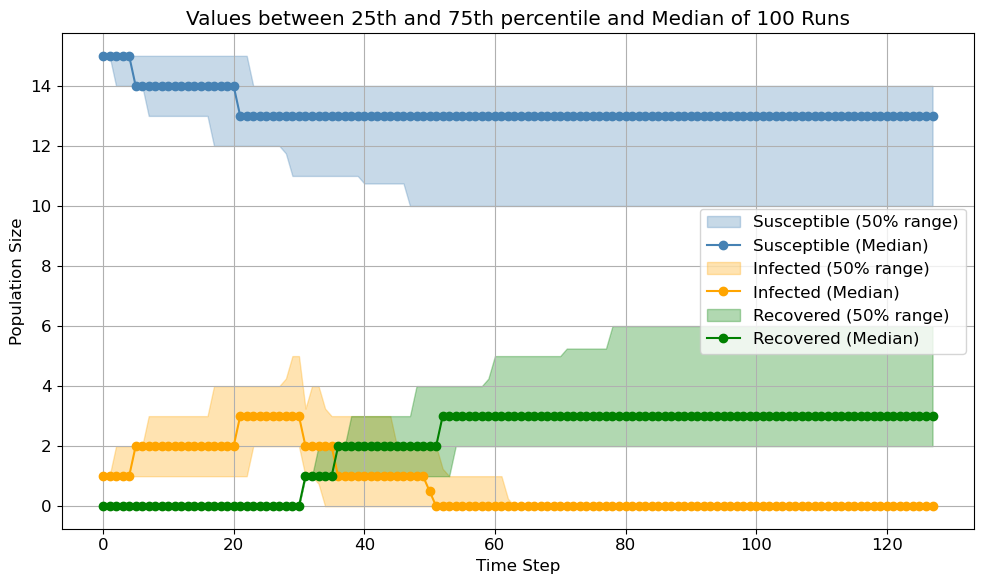 Values between 25th and 75th percentile and Median of 100 Runs
Population Size
14
12
10
8
6
4
2
0
Susceptible (50% range)
Susceptible (Median)
Infected (50% range)
Infected (Median)
Recovered (50% range)
Recovered (Median)
0 20 40 60 80 100 120
Time Step